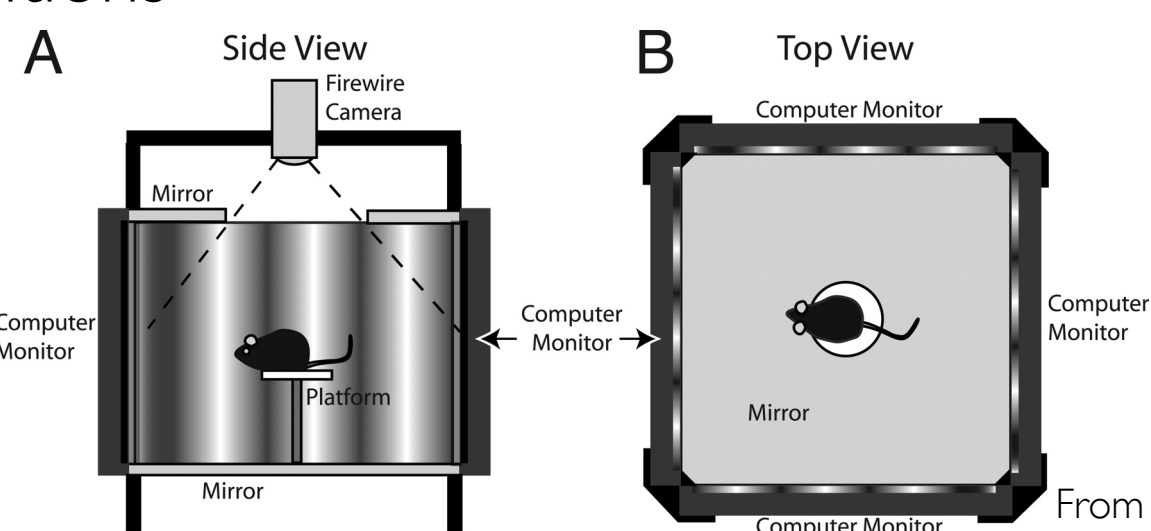 A
Side View
Firewire
Camera
Mirror
Computer
Monitor
Platform
Mirror
Computer
Monitor
B
Top View
Computer Monitor
Computer
Monitor
Mirror
Computer Monitor
From